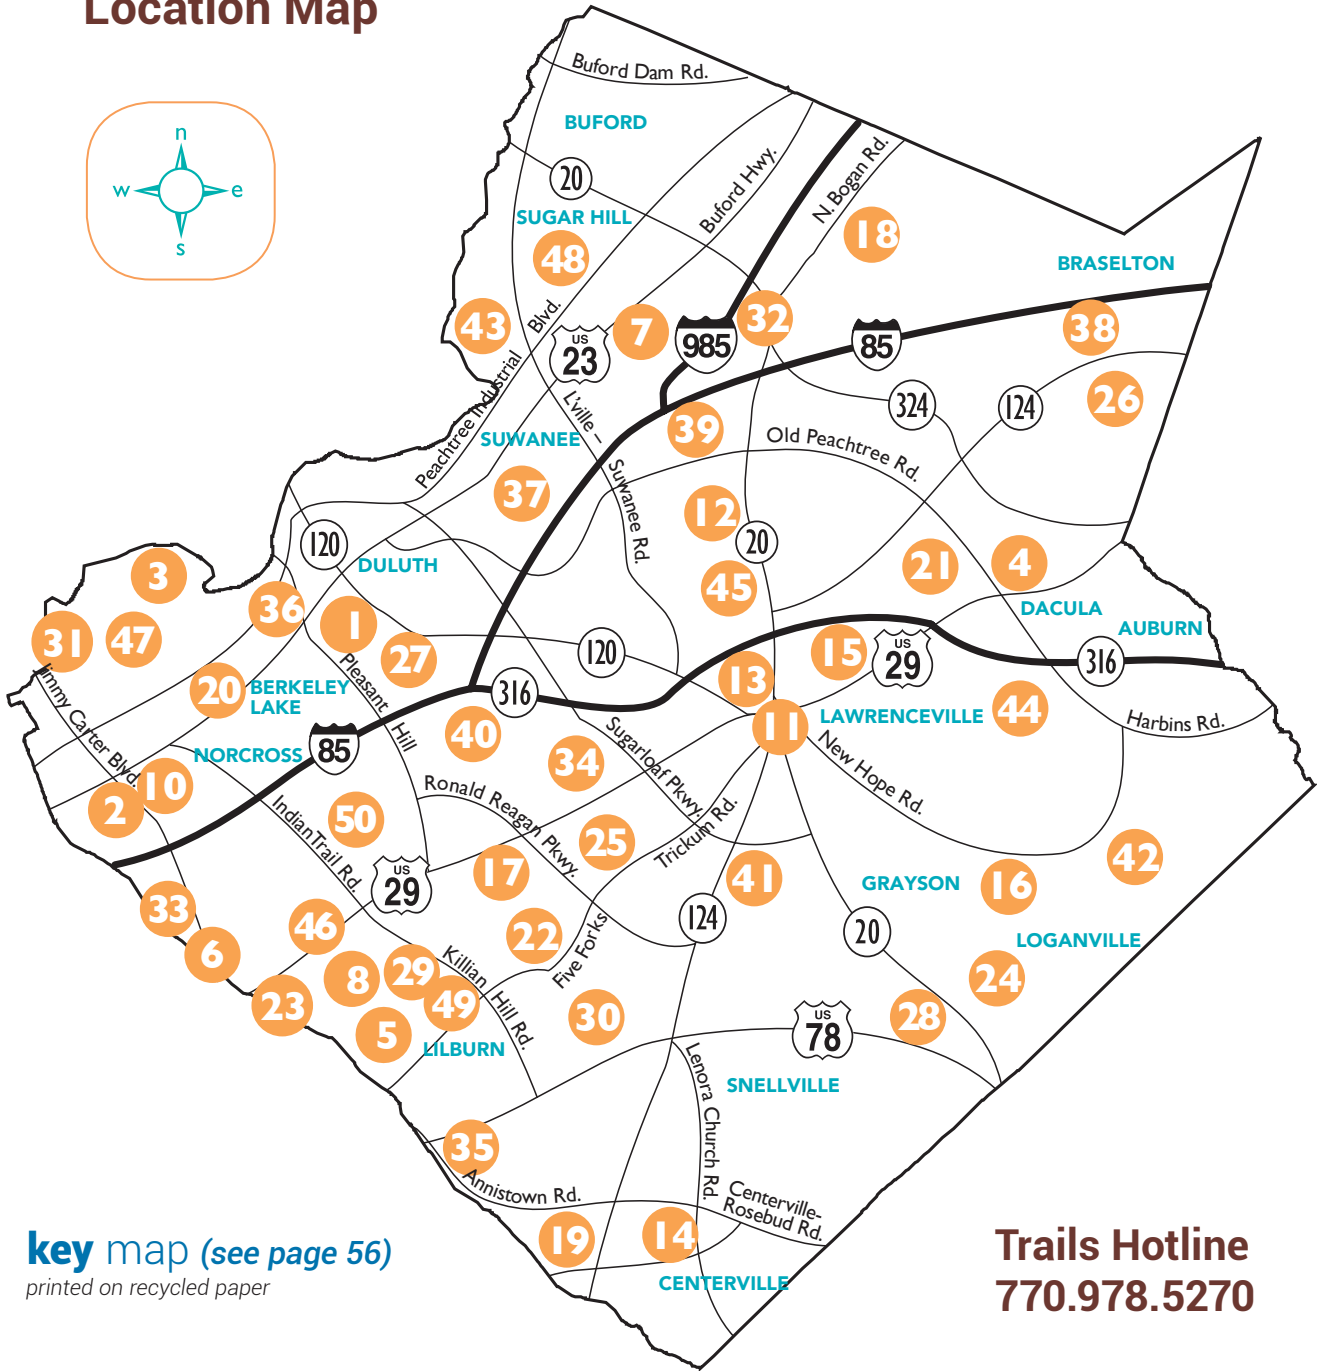 Location Map
n
w
e
s
Buford Dam Rd.
BUFORD
20
SUGAR HILL
48
Buford Hwy.
N. Bogan Rd.
18
BRASELTON
43
Blvd.
US
23
7
985
32
85
38
Peachtree Industrial
L'ville –
324
124
26
SUWANEE
39
Old Peachtree Rd.
37
Suwanee Rd.
12
20
120
DULUTH
3
45
21
4
36
1
DACULA
AUBURN
31
47
27
120
15
US
29
316
13
20
BERKELEY
LAKE
Pleasant
Hill
316
11
LAWRENCEVILLE
44
Harbins Rd.
Jimmy Carter Blvd.
NORCROSS
85
40
34
Sugarloaf Pkwy.
New Hope Rd.
2
10
Indian Trail Rd.
50
Ronald Reagan Pkwy.
25
Trickum Rd.
US
29
17
41
GRAYSON
16
42
33
46
22
Five Forks
124
20
LOGANVILLE
6
8
29
Killian Hill Rd.
24
23
49
5
30
US
78
28
LILBURN
Lenora Church Rd.
SNELLVILLE
35
Annistown Rd.
Centerville-
Rosebud Rd.
19
14
CENTERVILLE
key map (see page 56)
printed on recycled paper
Trails Hotline
770.978.5270